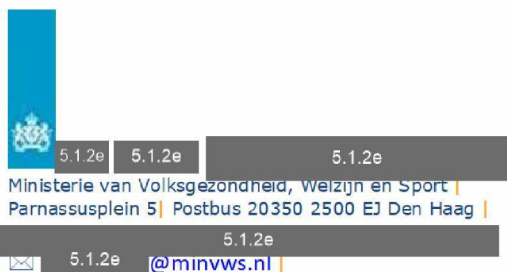 5.1.2e 5.1.2e 5.1.2e
Ministerie van Volksgezondheid, Welzijn en Sport |
Parnassusplein 5| Postbus 20350 2500 EJ Den Haag |
5.1.2e
5.1.2e @minvws.nl |